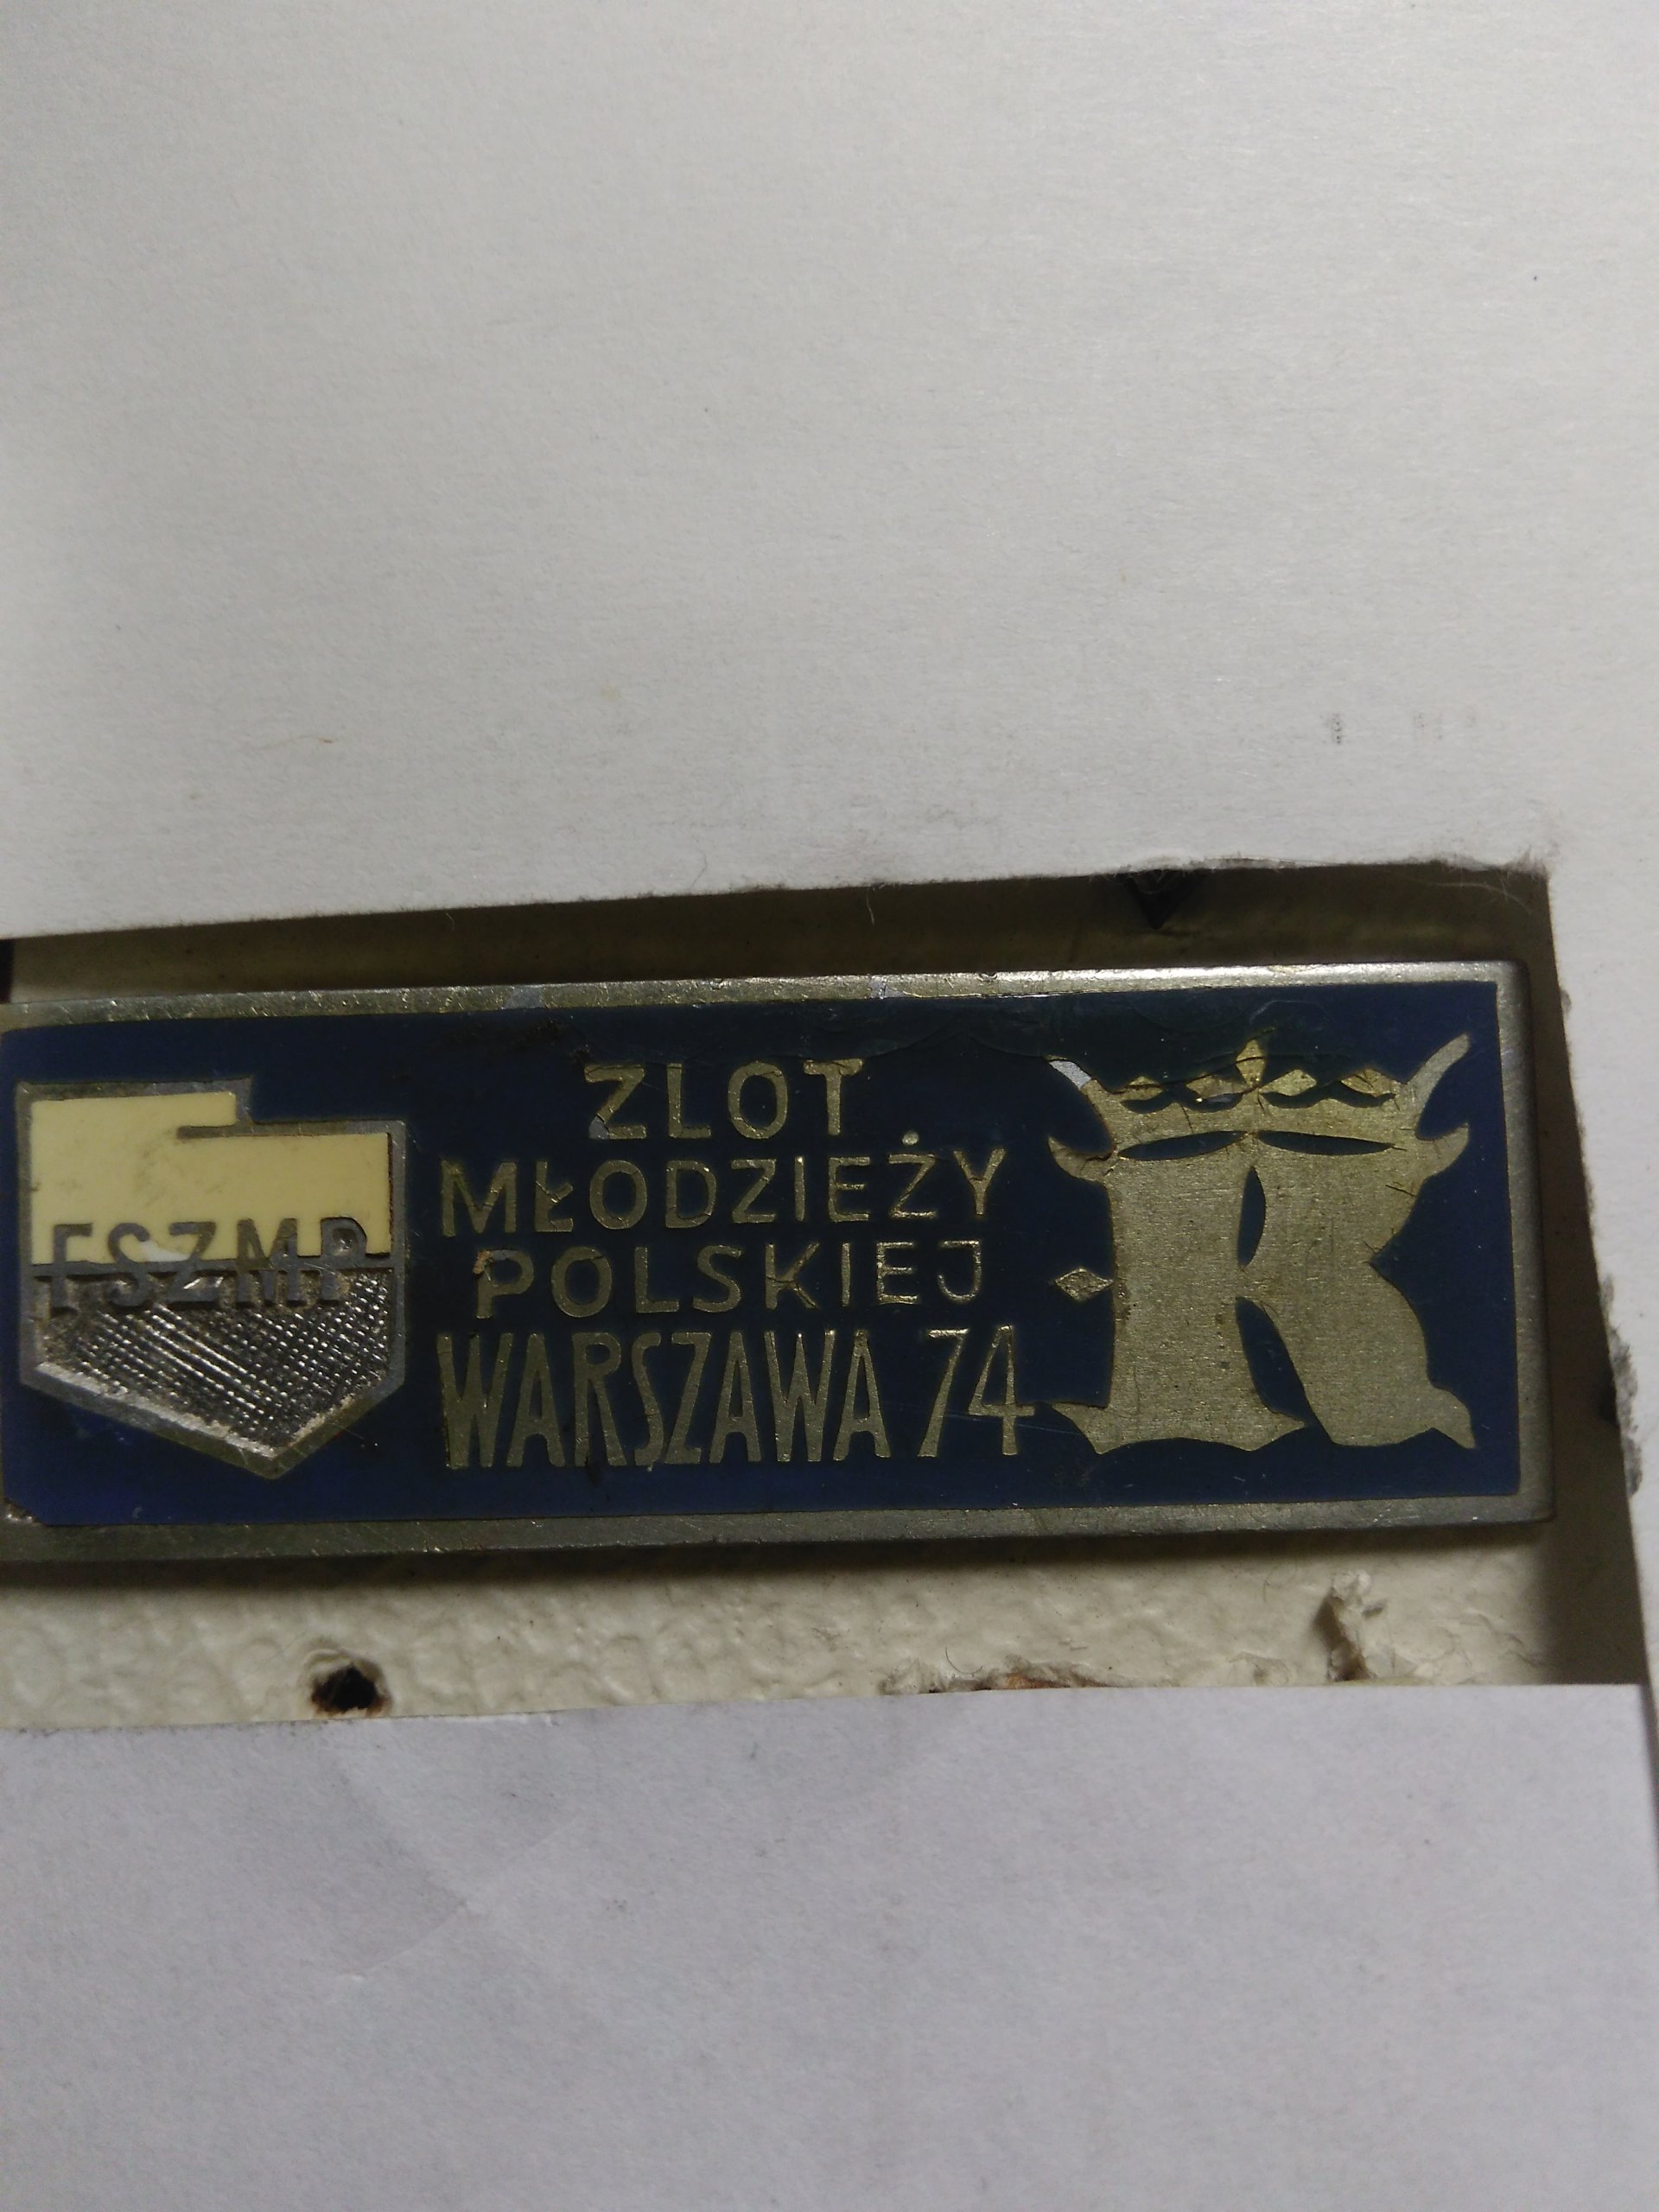 FSZMP
ZLOT
MŁODZIEŻY
POLSKIEJ
WARSZAWA 74
K